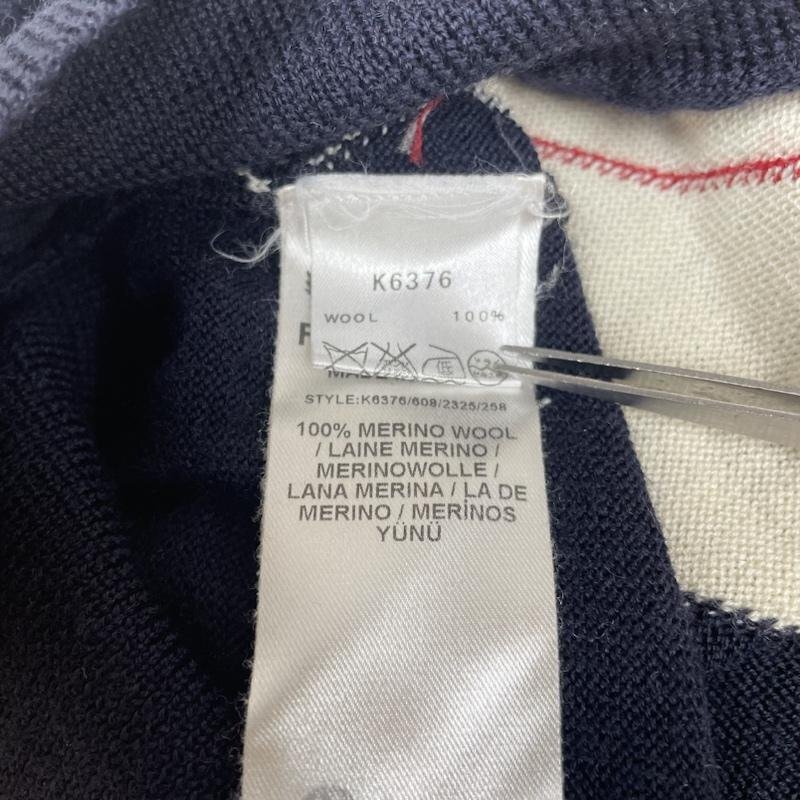 K6376
WOOL 100%
STYLE:K6376/609/2325/258
100% MERINO WOOL
/ LAINE MERINO /
MERINOWOLLE /
LANA MERINA / LA DE
MERINO / MERİNOS
YÜNÜ